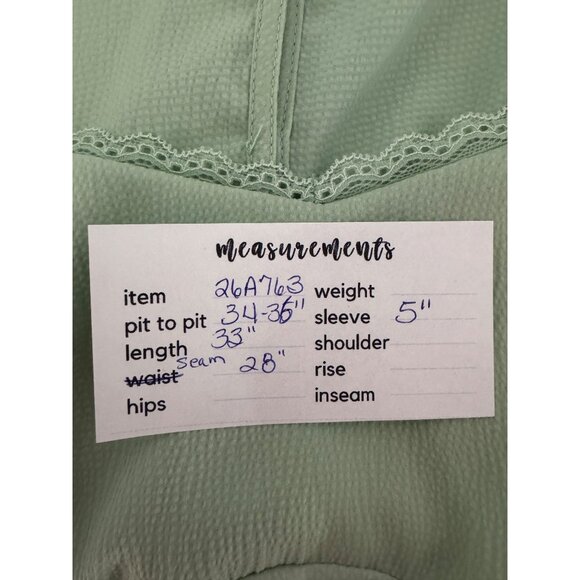 measurements
item 26A763
pit to pit 34-36"
length 33"
waist seam 28"
hips
weight
sleeve 5"
shoulder
rise
inseam